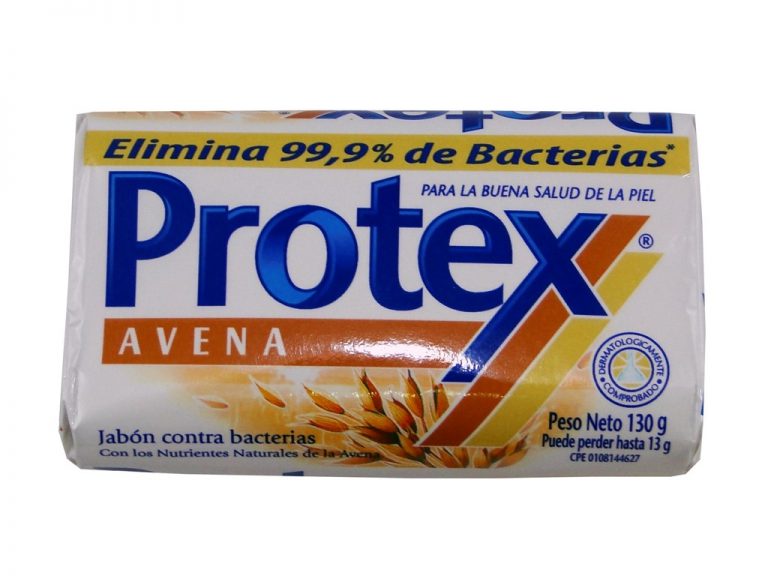 Protex
Elimina 99,9% de Bacterias*
PARA LA BUENA SALUD DE LA PIEL
Protex®
AVENA
DERMATOLOGICAMENTE COMPROBADO
Jabón contra bacterias
Con los Nutrientes Naturales de la Avena
Peso Neto 130 g
Puede perder hasta 13 g
CPE 0108144627